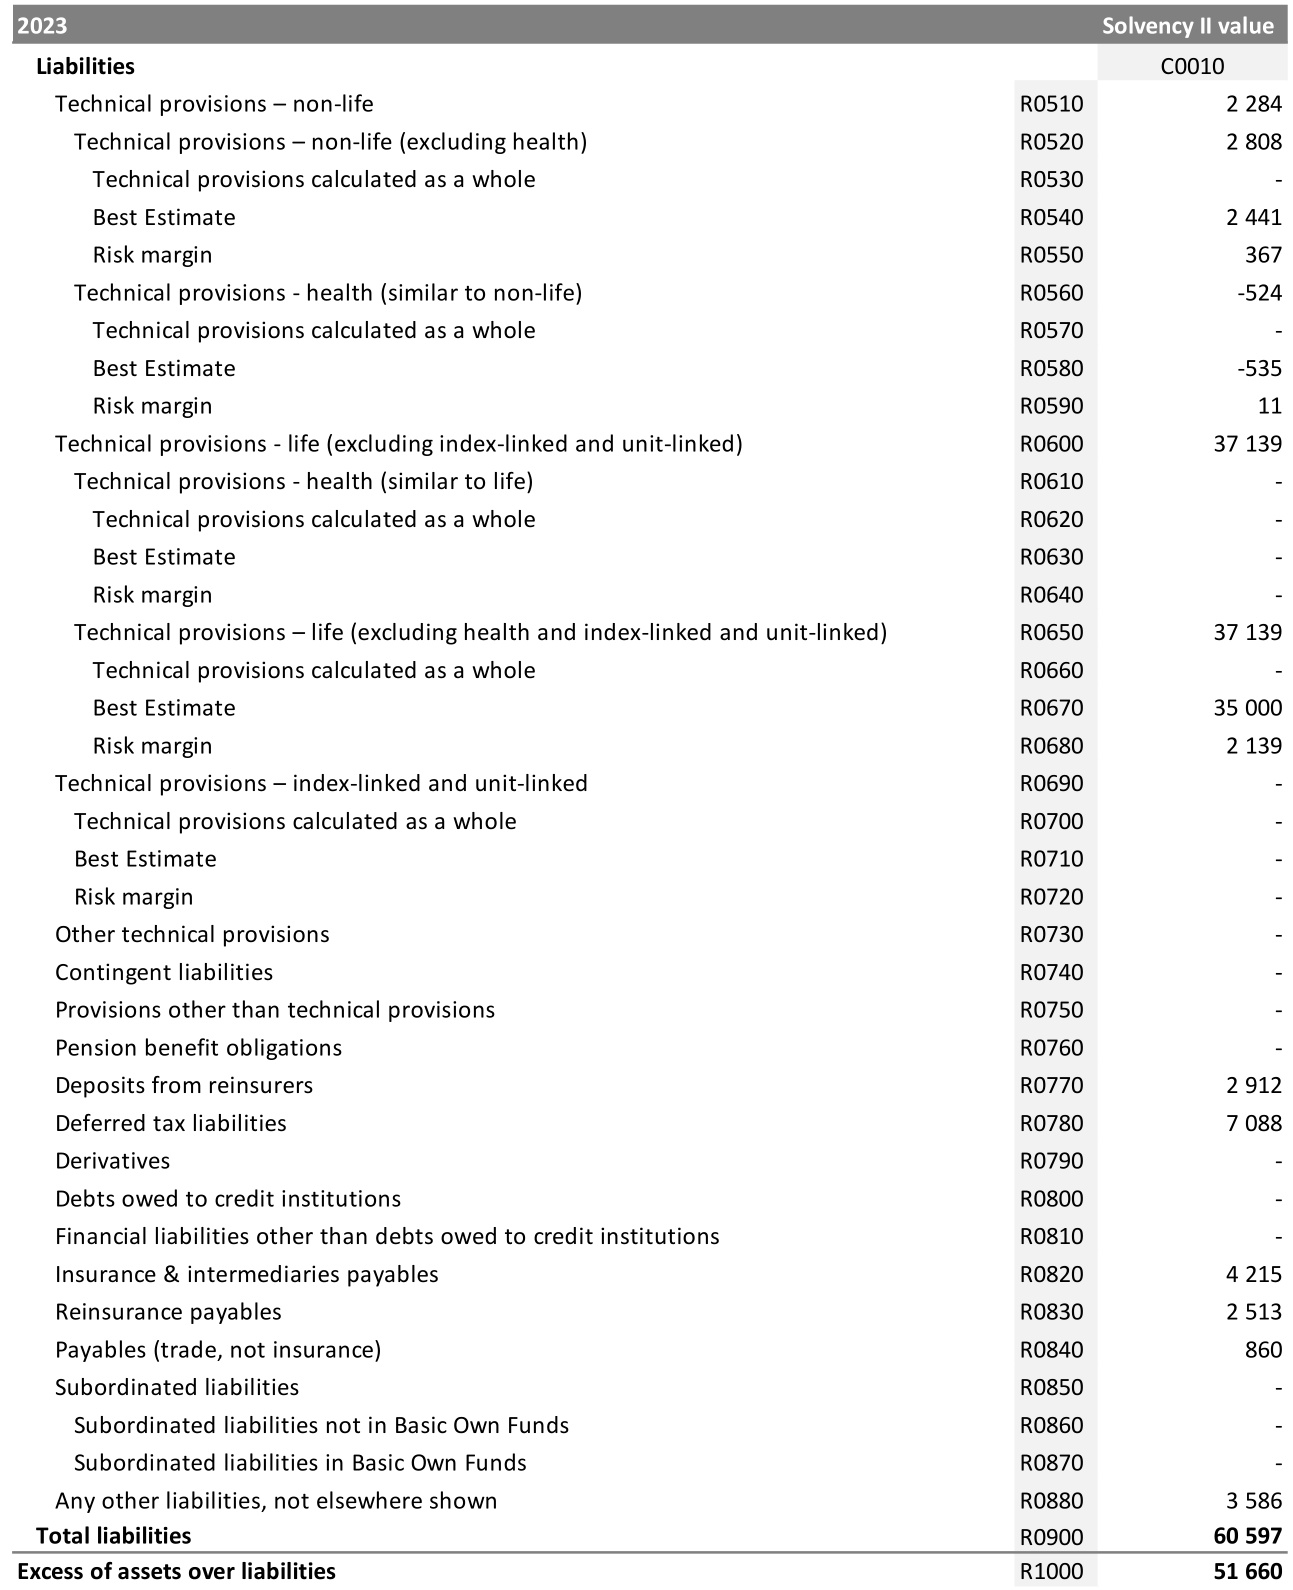 2023 Solvency II value
Liabilities C0010
Technical provisions – non-life R0510 2 284
Technical provisions – non-life (excluding health) R0520 2 808
Technical provisions calculated as a whole R0530 -
Best Estimate R0540 2 441
Risk margin R0550 367
Technical provisions - health (similar to non-life) R0560 -524
Technical provisions calculated as a whole R0570 -
Best Estimate R0580 -535
Risk margin R0590 11
Technical provisions - life (excluding index-linked and unit-linked) R0600 37 139
Technical provisions - health (similar to life) R0610 -
Technical provisions calculated as a whole R0620 -
Best Estimate R0630 -
Risk margin R0640 -
Technical provisions – life (excluding health and index-linked and unit-linked) R0650 37 139
Technical provisions calculated as a whole R0660 -
Best Estimate R0670 35 000
Risk margin R0680 2 139
Technical provisions – index-linked and unit-linked R0690 -
Technical provisions calculated as a whole R0700 -
Best Estimate R0710 -
Risk margin R0720 -
Other technical provisions R0730 -
Contingent liabilities R0740 -
Provisions other than technical provisions R0750 -
Pension benefit obligations R0760 -
Deposits from reinsurers R0770 2 912
Deferred tax liabilities R0780 7 088
Derivatives R0790 -
Debts owed to credit institutions R0800 -
Financial liabilities other than debts owed to credit institutions R0810 -
Insurance & intermediaries payables R0820 4 215
Reinsurance payables R0830 2 513
Payables (trade, not insurance) R0840 860
Subordinated liabilities R0850 -
Subordinated liabilities not in Basic Own Funds R0860 -
Subordinated liabilities in Basic Own Funds R0870 -
Any other liabilities, not elsewhere shown R0880 3 586
Total liabilities R0900 60 597
Excess of assets over liabilities R1000 51 660